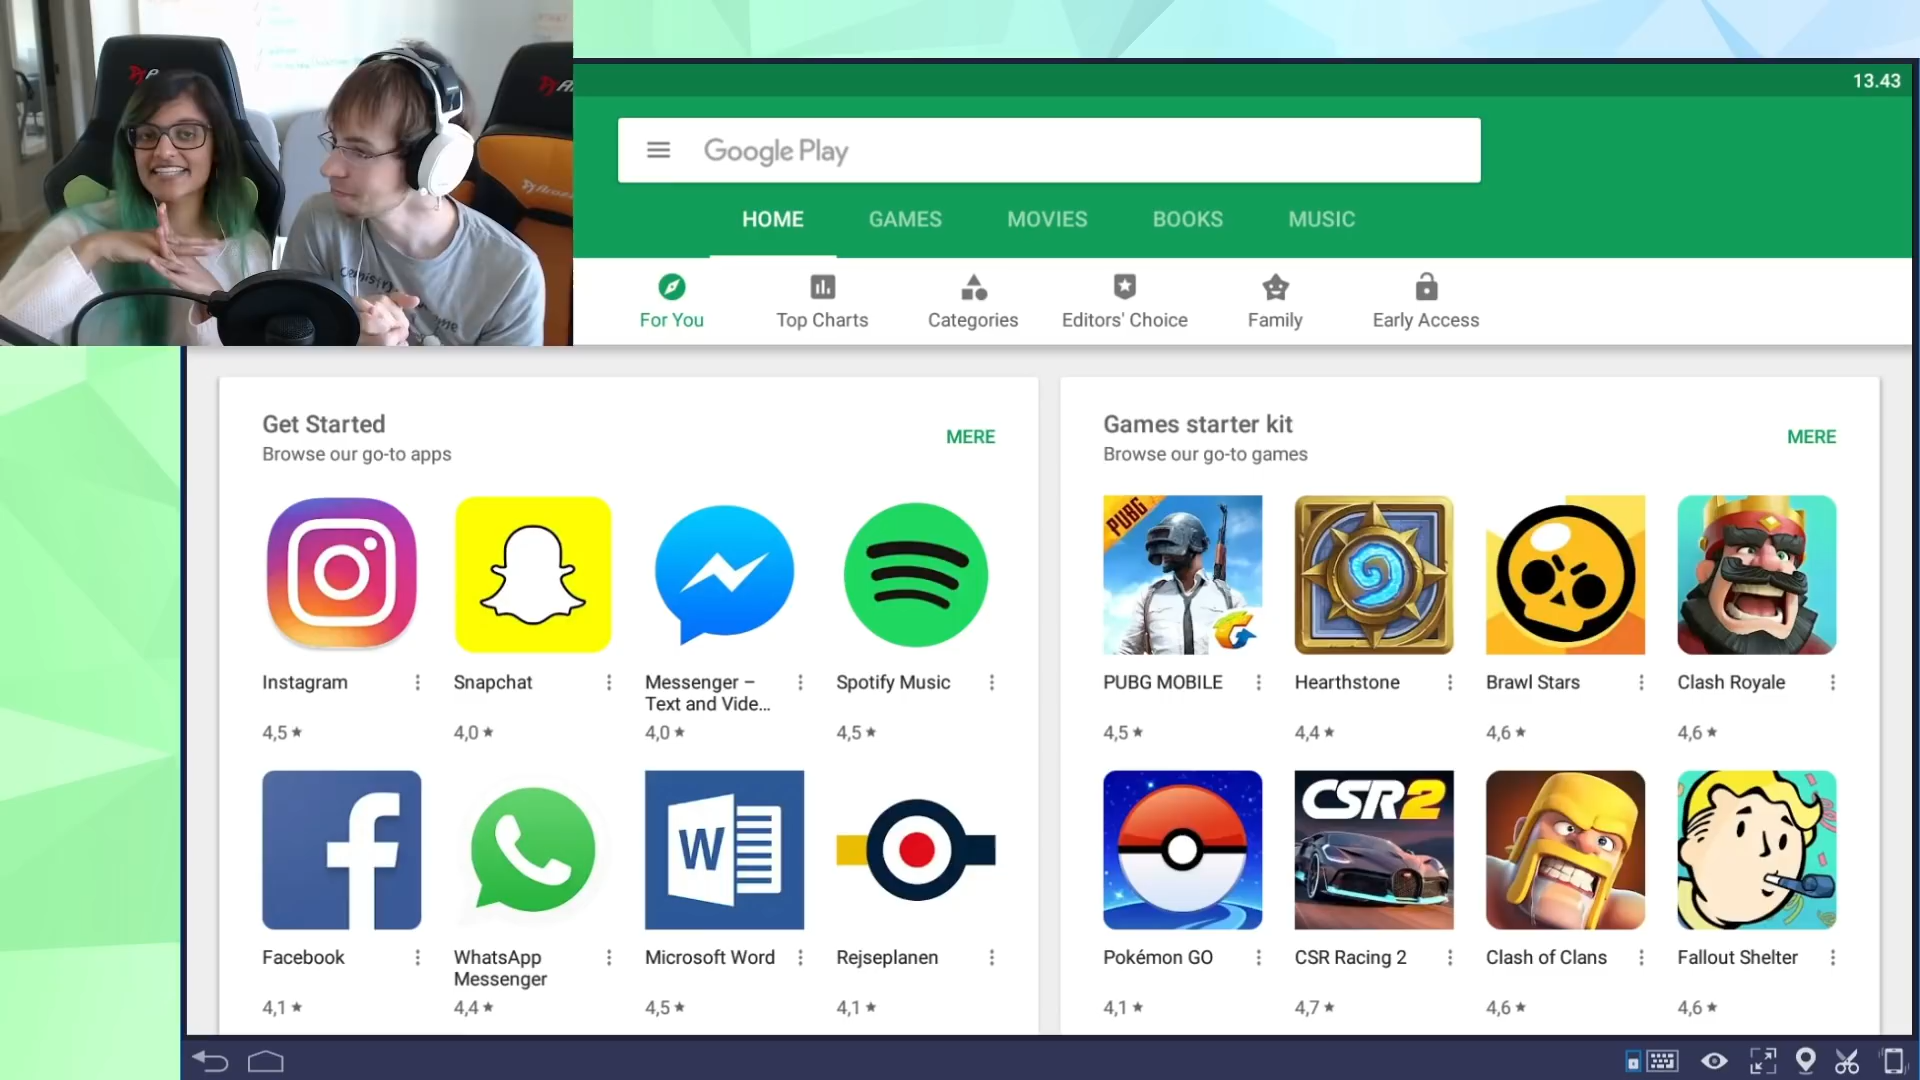 13.43
Google Play
HOME GAMES MOVIES BOOKS MUSIC
For You Top Charts Categories Editors' Choice Family Early Access
Get Started
Browse our go-to apps
MERE
Instagram
4,5
Snapchat
4,0
Messenger –
Text and Vide...
4,0
Spotify Music
4,5
Facebook
4,1
WhatsApp
Messenger
4,4
W
Microsoft Word
4,5
Rejseplanen
4,1
Games starter kit
Browse our go-to games
MERE
PUBG
PUBG MOBILE
4,5
Hearthstone
4,4
Brawl Stars
4,6
Clash Royale
4,6
Pokémon GO
4,1
CSR2
CSR Racing 2
4,7
Clash of Clans
4,6
Fallout Shelter
4,6